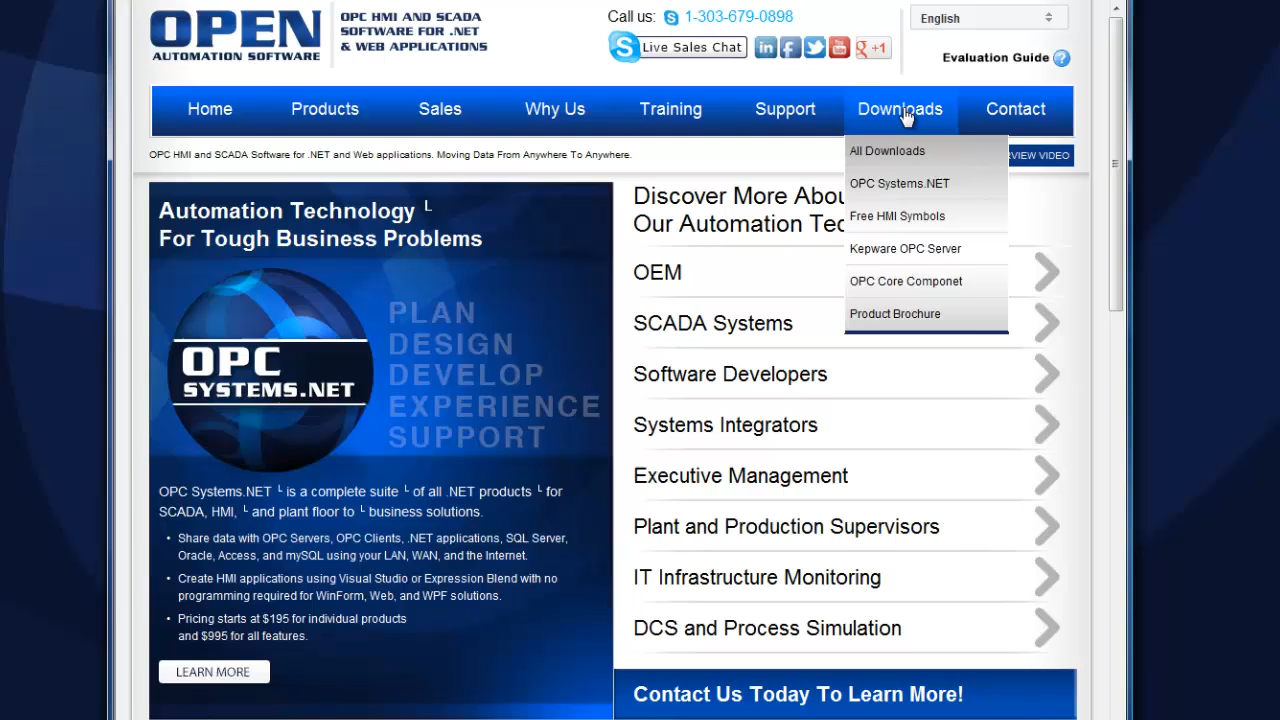 OPEN
AUTOMATION SOFTWARE
OPC HMI AND SCADA
SOFTWARE FOR .NET
& WEB APPLICATIONS
Call us: 1-303-679-0898
Live Sales Chat
+1
English
Evaluation Guide ?
Home Products Sales Why Us Training Support Downloads Contact
OPC HMI and SCADA Software for .NET and Web applications. Moving Data From Anywhere To Anywhere.
RVIEW VIDEO
All Downloads
OPC Systems.NET
Free HMI Symbols
Kepware OPC Server
OPC Core Componet
Product Brochure
Automation Technology └
For Tough Business Problems
OPC
SYSTEMS.NET
PLAN
DESIGN
DEVELOP
EXPERIENCE
SUPPORT
OPC Systems.NET └ is a complete suite └ of all .NET products └ for
SCADA, HMI, └ and plant floor to └ business solutions.
• Share data with OPC Servers, OPC Clients, .NET applications, SQL Server,
Oracle, Access, and mySQL using your LAN, WAN, and the Internet.
• Create HMI applications using Visual Studio or Expression Blend with no
programming required for WinForm, Web, and WPF solutions.
• Pricing starts at $195 for individual products
and $995 for all features.
LEARN MORE
Discover More Abou
Our Automation Tec
OEM
SCADA Systems
Software Developers
Systems Integrators
Executive Management
Plant and Production Supervisors
IT Infrastructure Monitoring
DCS and Process Simulation
Contact Us Today To Learn More!